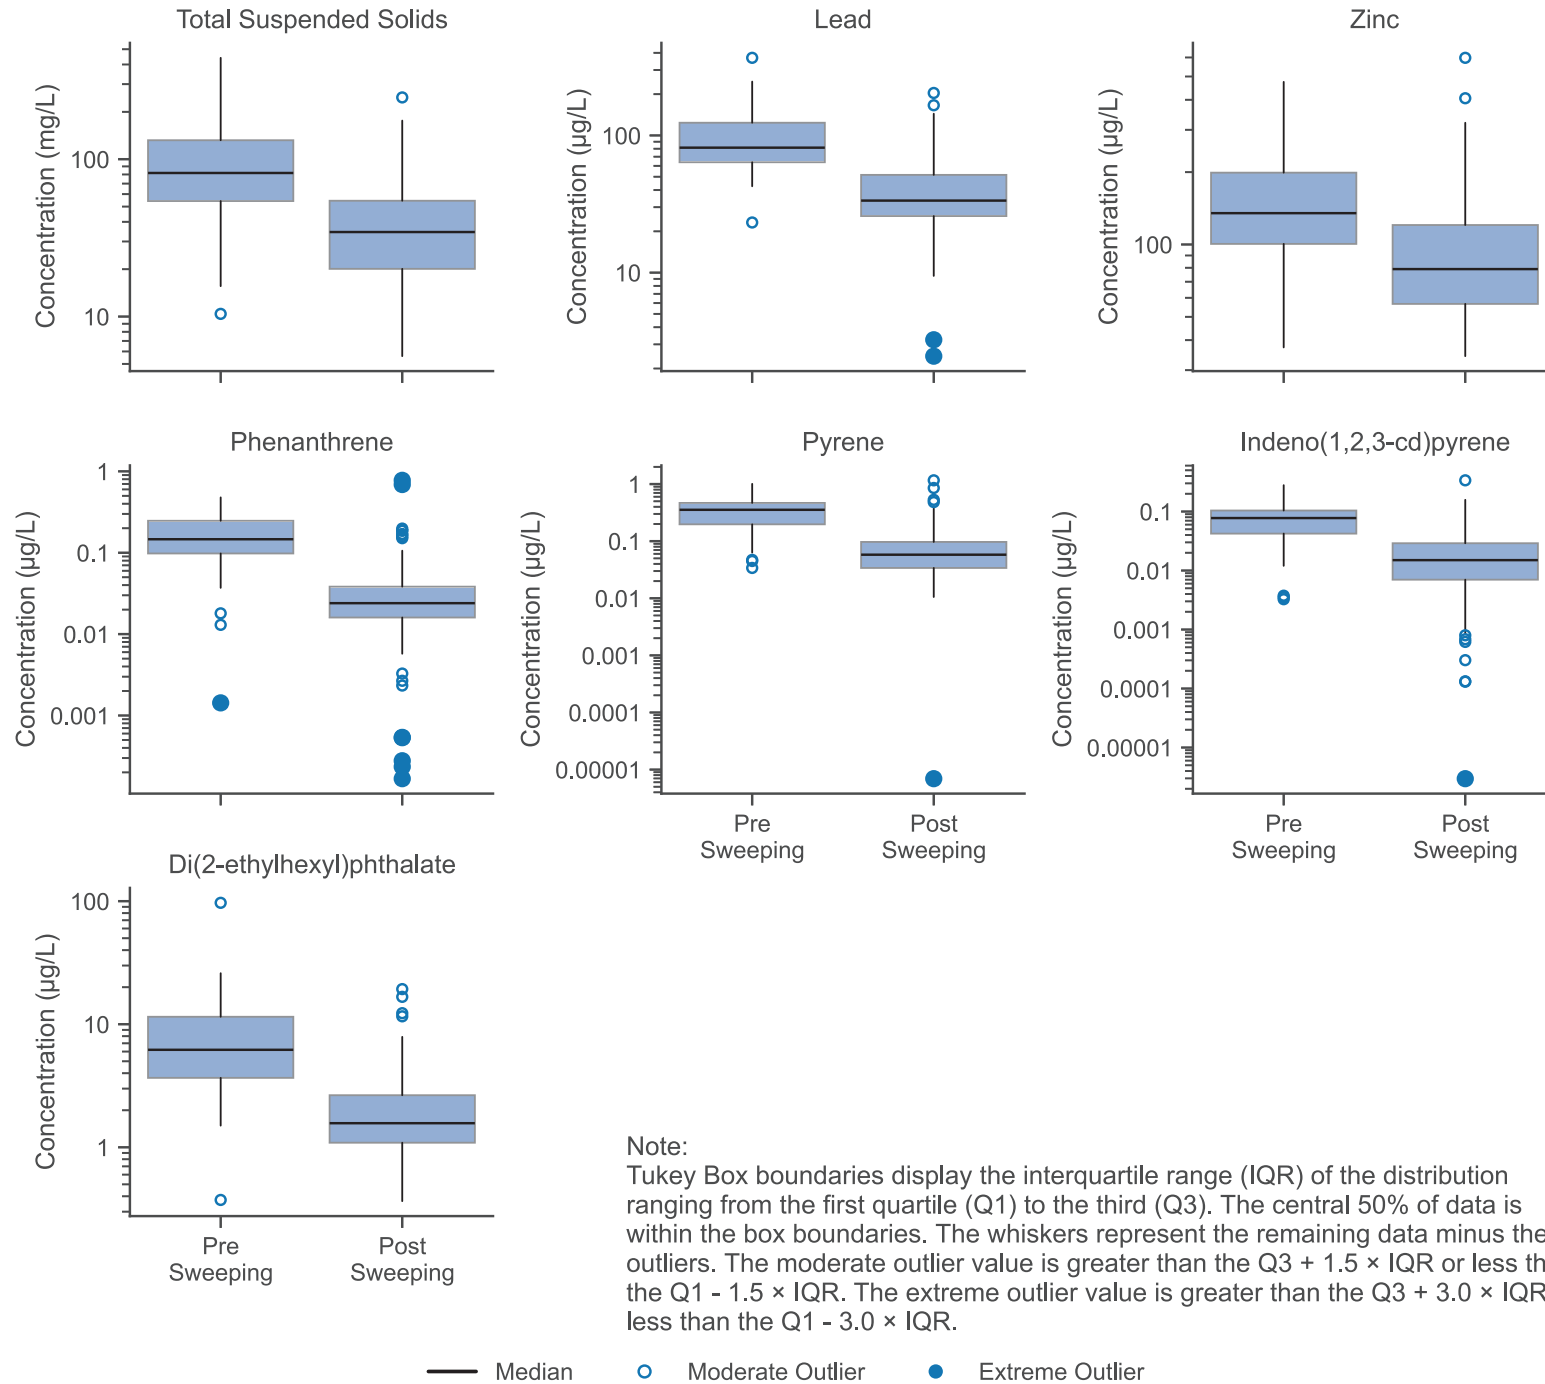 Total Suspended Solids
Lead
Zinc
Concentration (mg/L)
100
10
Concentration (µg/L)
100
10
Concentration (µg/L)
100
Phenanthrene
Pyrene
Indeno(1,2,3-cd)pyrene
Concentration (µg/L)
1
0.1
0.01
0.001
Concentration (µg/L)
1
0.1
0.01
0.001
0.0001
0.00001
Concentration (µg/L)
0.1
0.01
0.001
0.0001
0.00001
Pre
Sweeping
Post
Sweeping
Pre
Sweeping
Post
Sweeping
Di(2-ethylhexyl)phthalate
Concentration (µg/L)
100
10
1
Pre
Sweeping
Post
Sweeping
Note:
Tukey Box boundaries display the interquartile range (IQR) of the distribution
ranging from the first quartile (Q1) to the third (Q3). The central 50% of data is
within the box boundaries. The whiskers represent the remaining data minus the
outliers. The moderate outlier value is greater than the Q3 + 1.5 × IQR or less th
the Q1 - 1.5 × IQR. The extreme outlier value is greater than the Q3 + 3.0 × IQR
less than the Q1 - 3.0 × IQR.
Median
Moderate Outlier
Extreme Outlier